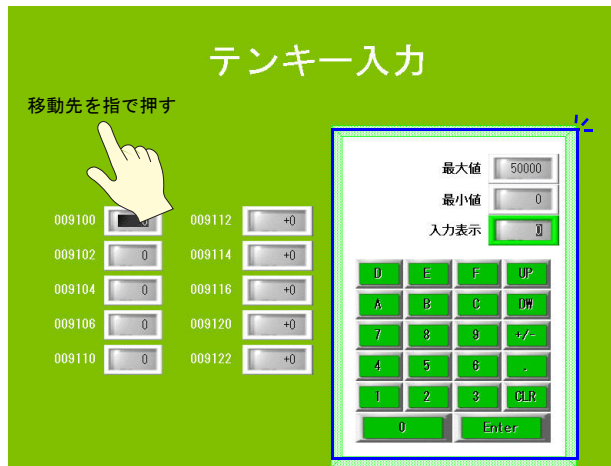 テンキー入力
移動先を指で押す
最大値 50000
最小値 0
入力表示 0
009100 0 009112 +0
009102 0 009114 +0
009104 0 009116 +0
009106 0 009120 +0
009110 0 009122 +0
D E F UP
A B C DW
7 8 9 +/-
4 5 6 .
1 2 3 CLR
0 Enter